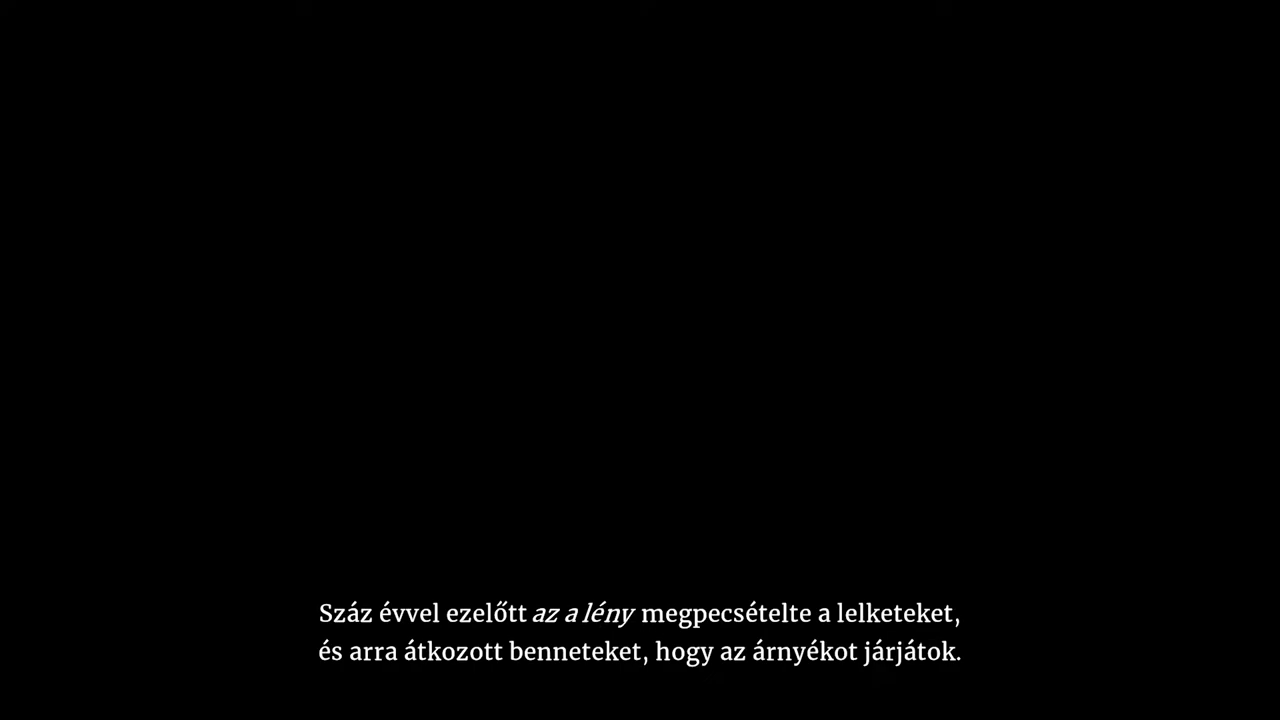 Száz évvel ezelőtt az a lény megpecsételte a lelketeket,
és arra átkozott benneteket, hogy az árnyékot járjátok.